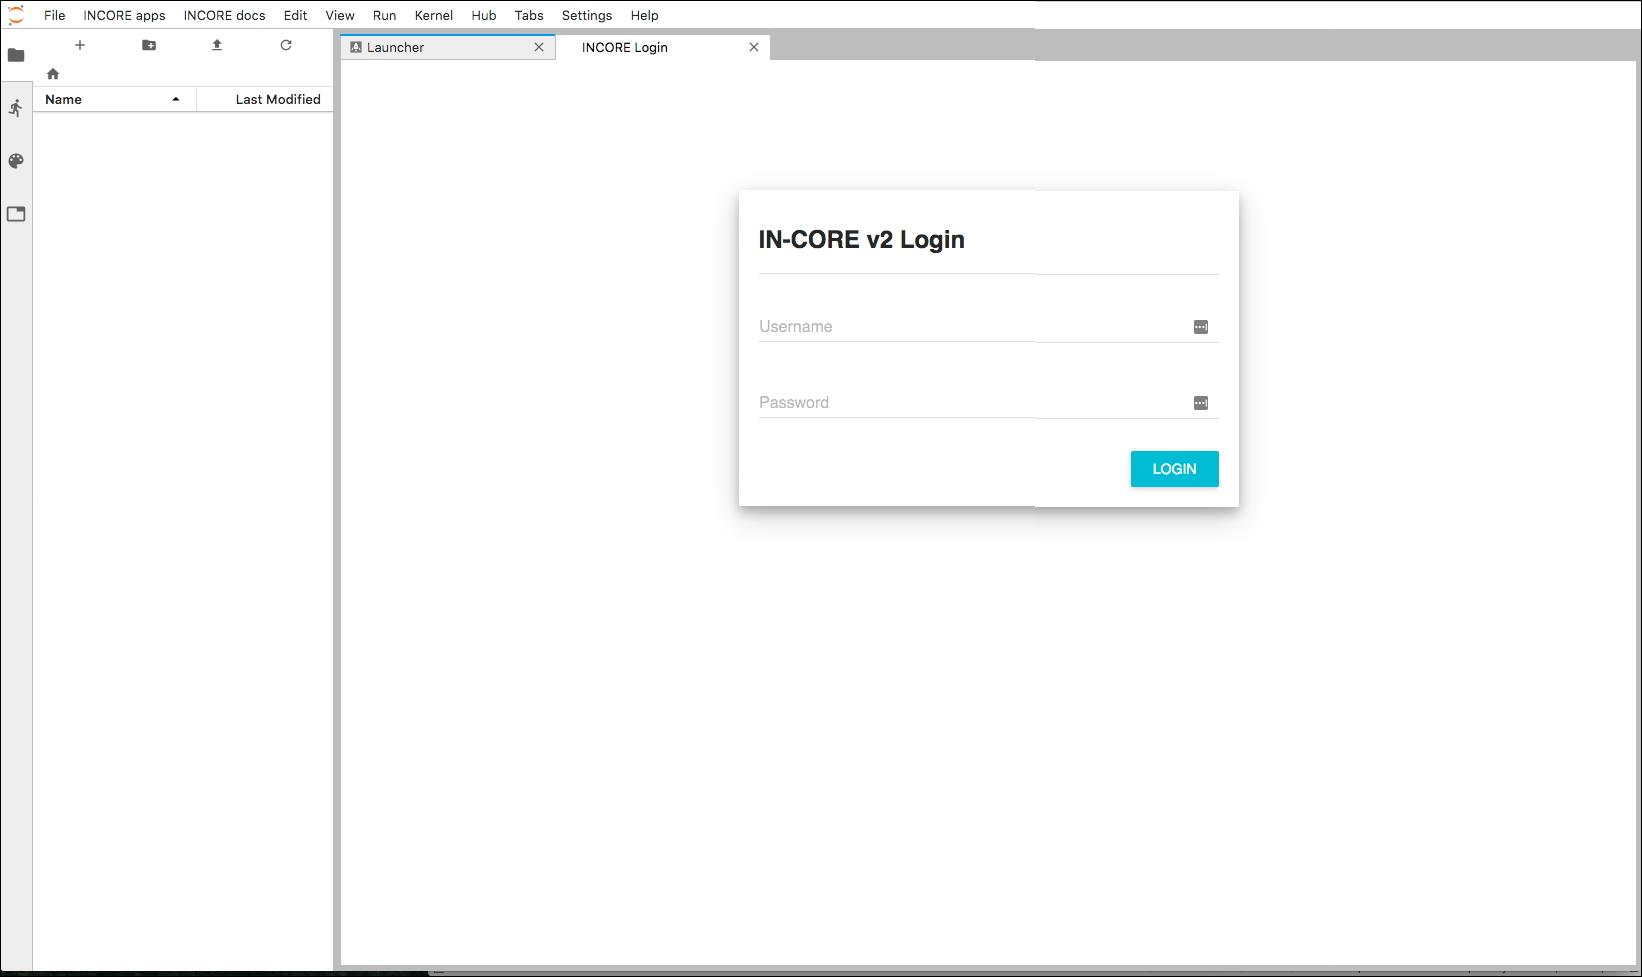 File INCORE apps INCORE docs Edit View Run Kernel Hub Tabs Settings Help
Launcher INCORE Login
Name Last Modified
IN-CORE v2 Login
Username
Password
LOGIN